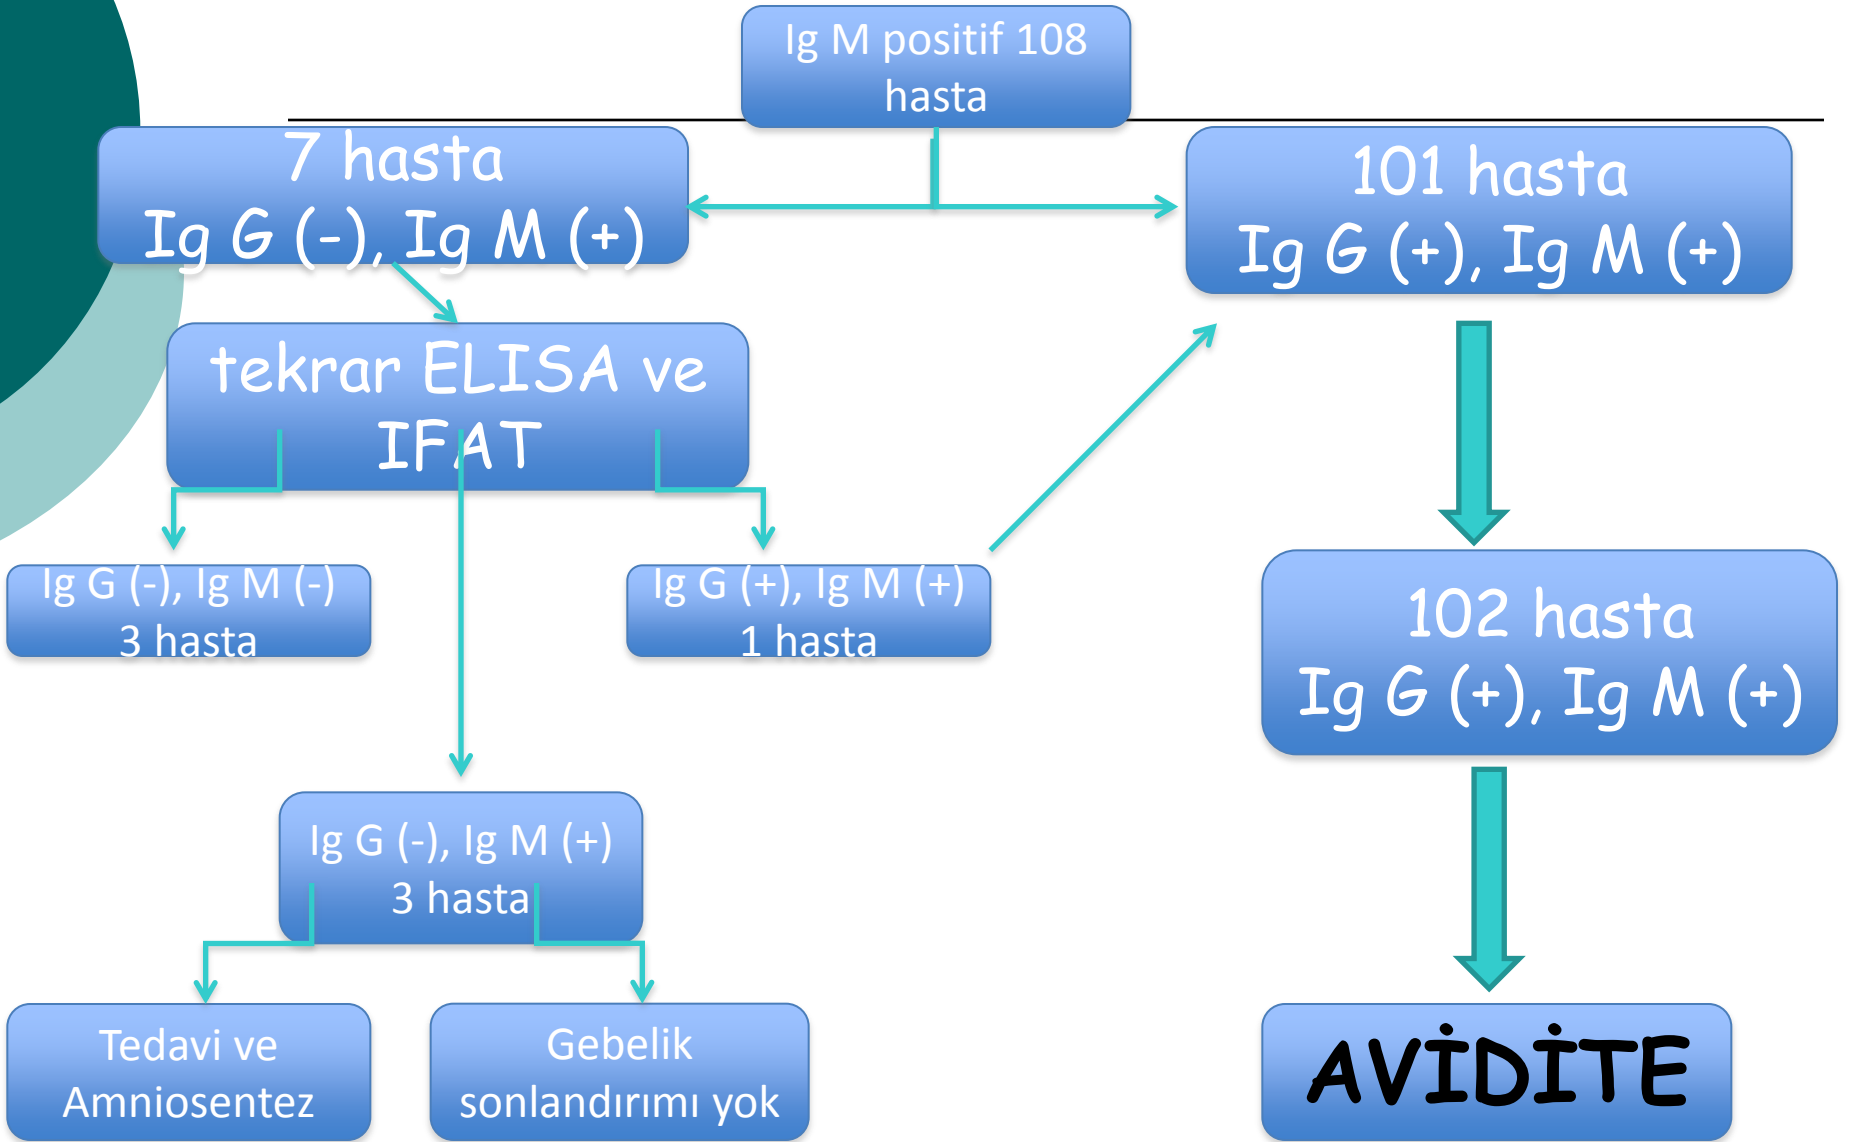 Ig M positif 108
hasta
7 hasta
Ig G (-), Ig M (+)
101 hasta
Ig G (+), Ig M (+)
tekrar ELISA ve
IFAT
Ig G (-), Ig M (-)
3 hasta
Ig G (+), Ig M (+)
1 hasta
102 hasta
Ig G (+), Ig M (+)
Ig G (-), Ig M (+)
3 hasta
Tedavi ve
Amniosentez
Gebelik
sonlandırımı yok
AVİDİTE